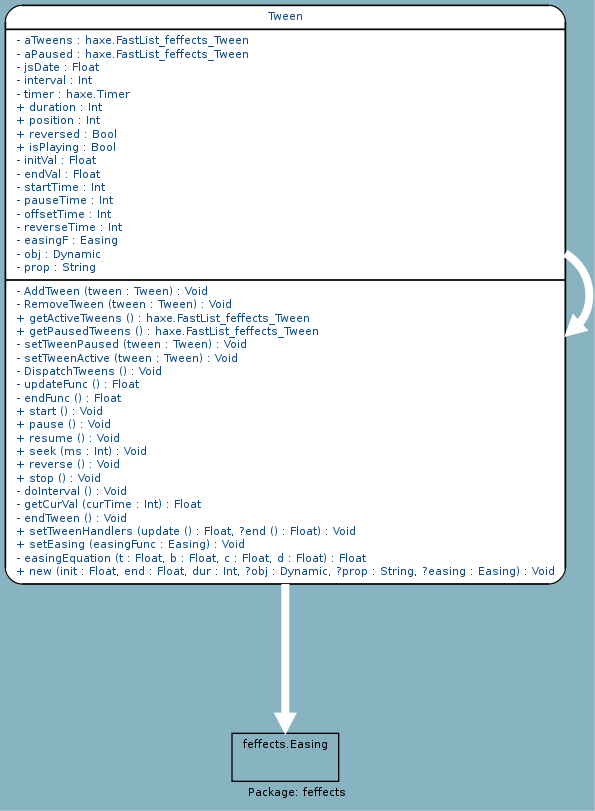 Tween
- aTweens : haxe.FastList_feffects_Tween
- aPaused : haxe.FastList_feffects_Tween
- jsDate : Float
- interval : Int
- timer : haxe.Timer
+ duration : Int
+ position : Int
+ reversed : Bool
+ isPlaying : Bool
- initVal : Float
- endVal : Float
- startTime : Int
- pauseTime : Int
- offsetTime : Int
- reverseTime : Int
- easingF : Easing
- obj : Dynamic
- prop : String
- AddTween (tween : Tween) : Void
- RemoveTween (tween : Tween) : Void
+ getActiveTweens () : haxe.FastList_feffects_Tween
+ getPausedTweens () : haxe.FastList_feffects_Tween
- setTweenPaused (tween : Tween) : Void
- setTweenActive (tween : Tween) : Void
- DispatchTweens () : Void
- updateFunc () : Float
- endFunc () : Float
+ start () : Void
+ pause () : Void
+ resume () : Void
+ seek (ms : Int) : Void
+ reverse () : Void
+ stop () : Void
- doInterval () : Void
- getCurVal (curTime : Int) : Float
- endTween () : Void
+ setTweenHandlers (update () : Float, ?end () : Float) : Void
+ setEasing (easingFunc : Easing) : Void
- easingEquation (t : Float, b : Float, c : Float, d : Float) : Float
+ new (init : Float, end : Float, dur : Int, ?obj : Dynamic, ?prop : String, ?easing : Easing) : Void
feffects.Easing
Package: feffects